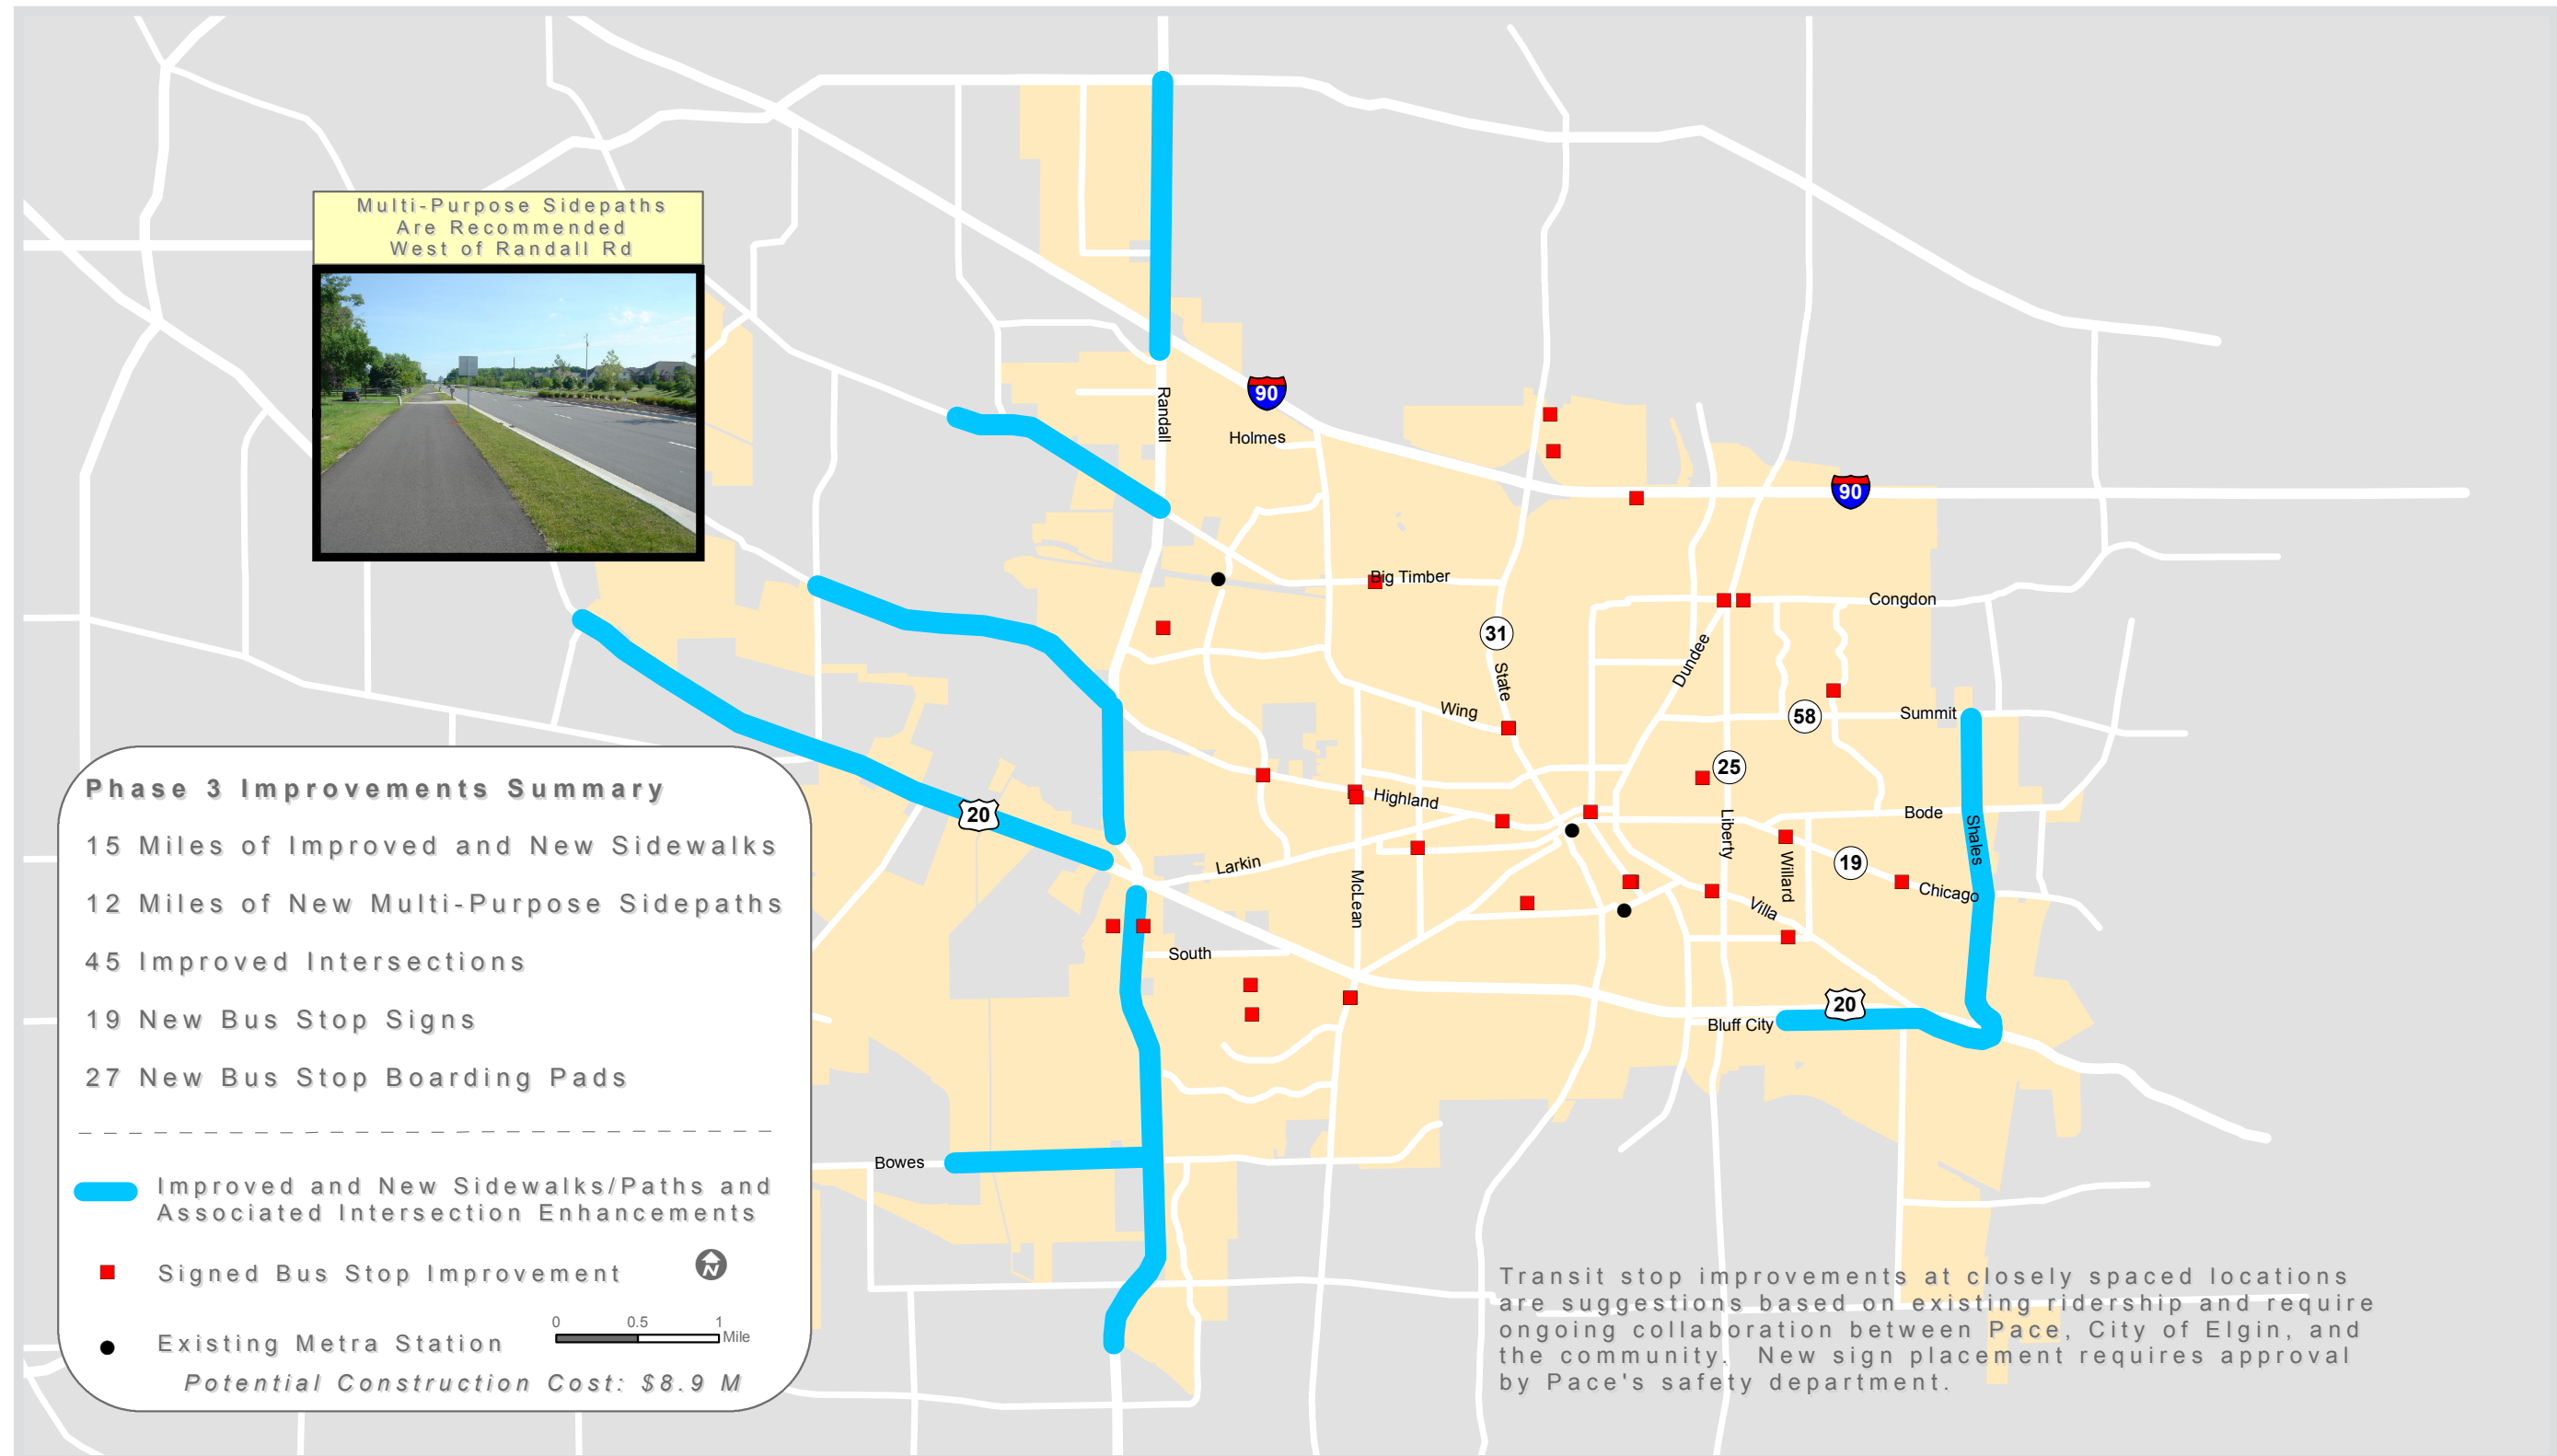 Multi-Purpose Sidepaths
Are Recommended
West of Randall Rd
Randall
90
Holmes
90
Big Timber
Congdon
31
State
Dundee
Wing
58
Summit
25
Highland
20
Liberty
Bode
Shales
Larkin
McLean
Willard
19
Chicago
Villa
South
20
Bluff City
Bowes
Phase 3 Improvements Summary
15 Miles of Improved and New Sidewalks
12 Miles of New Multi-Purpose Sidepaths
45 Improved Intersections
19 New Bus Stop Signs
27 New Bus Stop Boarding Pads
Improved and New Sidewalks/Paths and
Associated Intersection Enhancements
Signed Bus Stop Improvement
N
0 0.5 1
Mile
Existing Metra Station
Potential Construction Cost: $8.9 M
Transit stop improvements at closely spaced locations
are suggestions based on existing ridership and require
ongoing collaboration between Pace, City of Elgin, and
the community. New sign placement requires approval
by Pace's safety department.